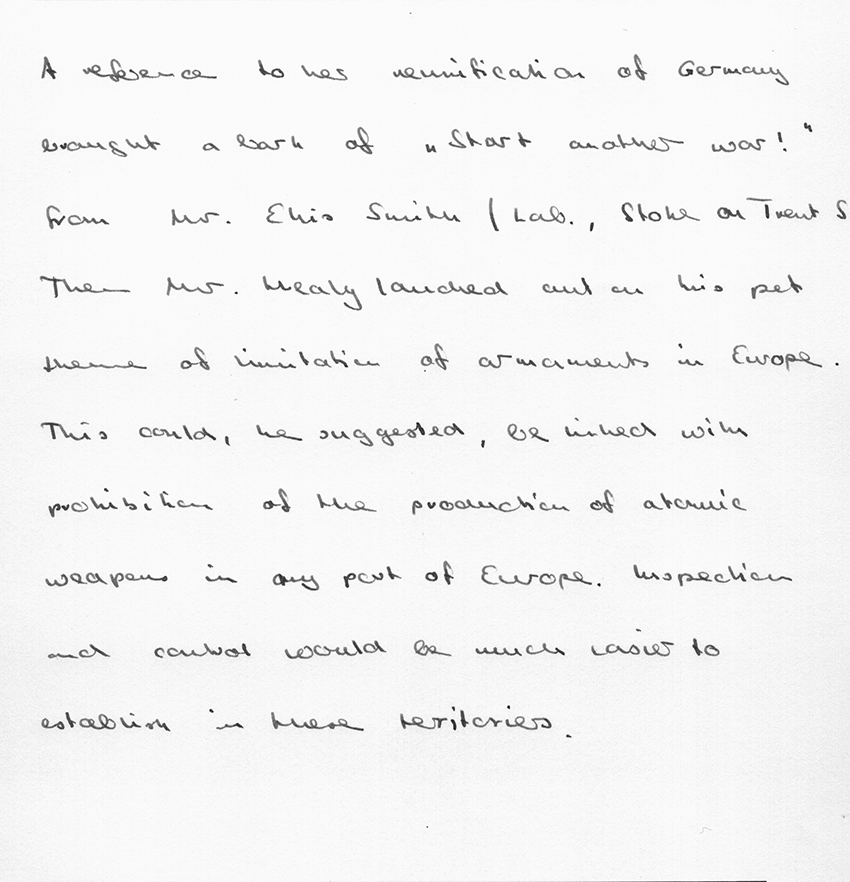 A reference to hes reunification of Germany
brought a bark of „Start another war!“
from Mr. Ellis Smith (Lab., Stoke on Trent S
Then Mr. Healy lauched out on his pet
theme of limitation of armaments in Europe.
This could, he suggested, be linked with
prohibition of the production of atomic
weapons in any part of Europe. Inspection
and control would be much easier to
establish in these teritories.